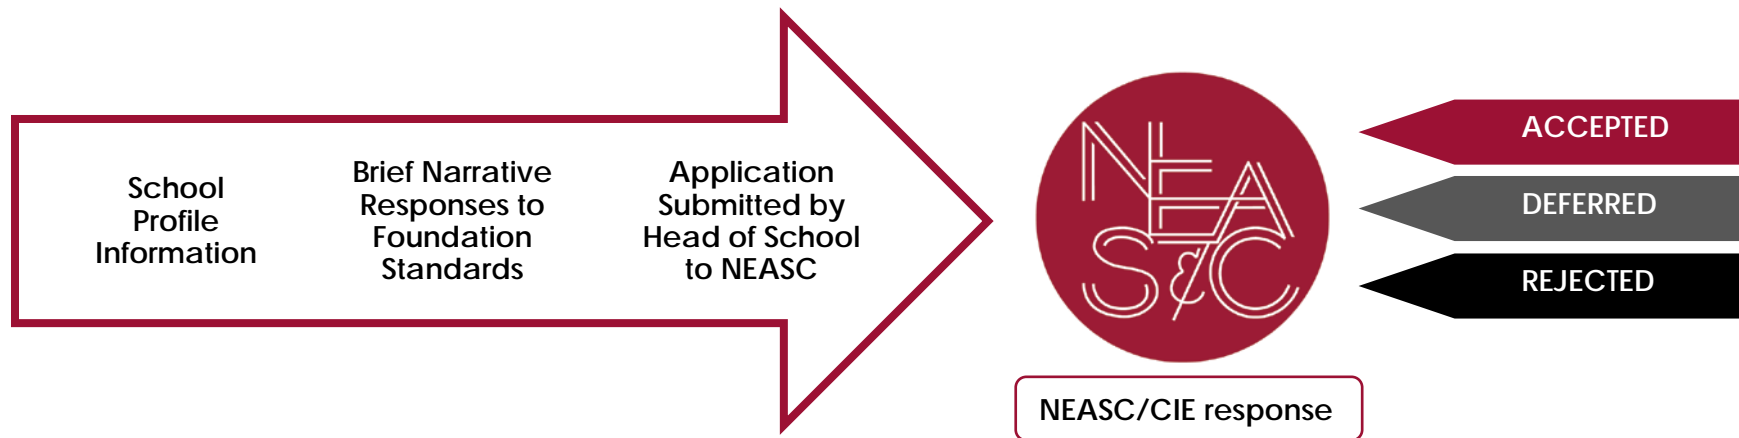 School
Profile
Information
Brief Narrative
Responses to
Foundation
Standards
Application
Submitted by
Head of School
to NEASC
NEA
S&C
NEASC/CIE response
ACCEPTED
DEFERRED
REJECTED